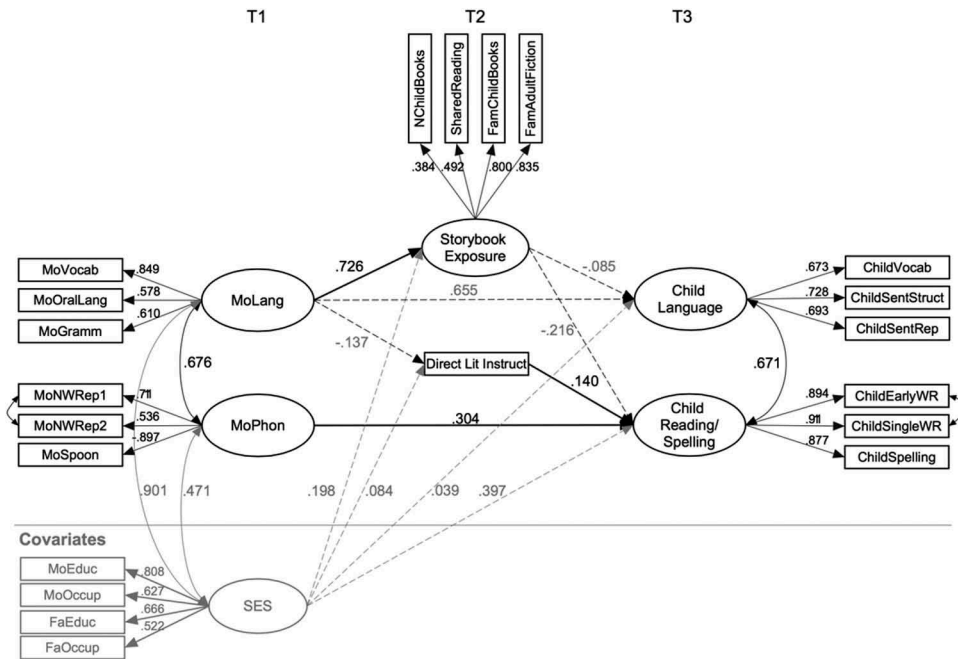 T1 T2 T3
NChildBooks
SharedReading
FamChildBooks
FamAdultFiction
.384 .492 .800 .835
Storybook
Exposure
MoVocab
MoOralLang
MoGramm
.849
.578
.610
MoLang
.726
.655
-.085
-.137
-.216
Child
Language
.673
.728
.693
ChildVocab
ChildSentStruct
ChildSentRep
.676
Direct Lit Instruct
.140
.671
MoNWRep1
MoNWRep2
MoSpoon
.711
.536
-.897
MoPhon
.304
Child
Reading/
Spelling
.894
.911
.877
ChildEarlyWR
ChildSingleWR
ChildSpelling
.901 .471 .198 .084 .039 .397
Covariates
MoEduc
MoOccup
FaEduc
FaOccup
.808
.627
.666
.522
SES